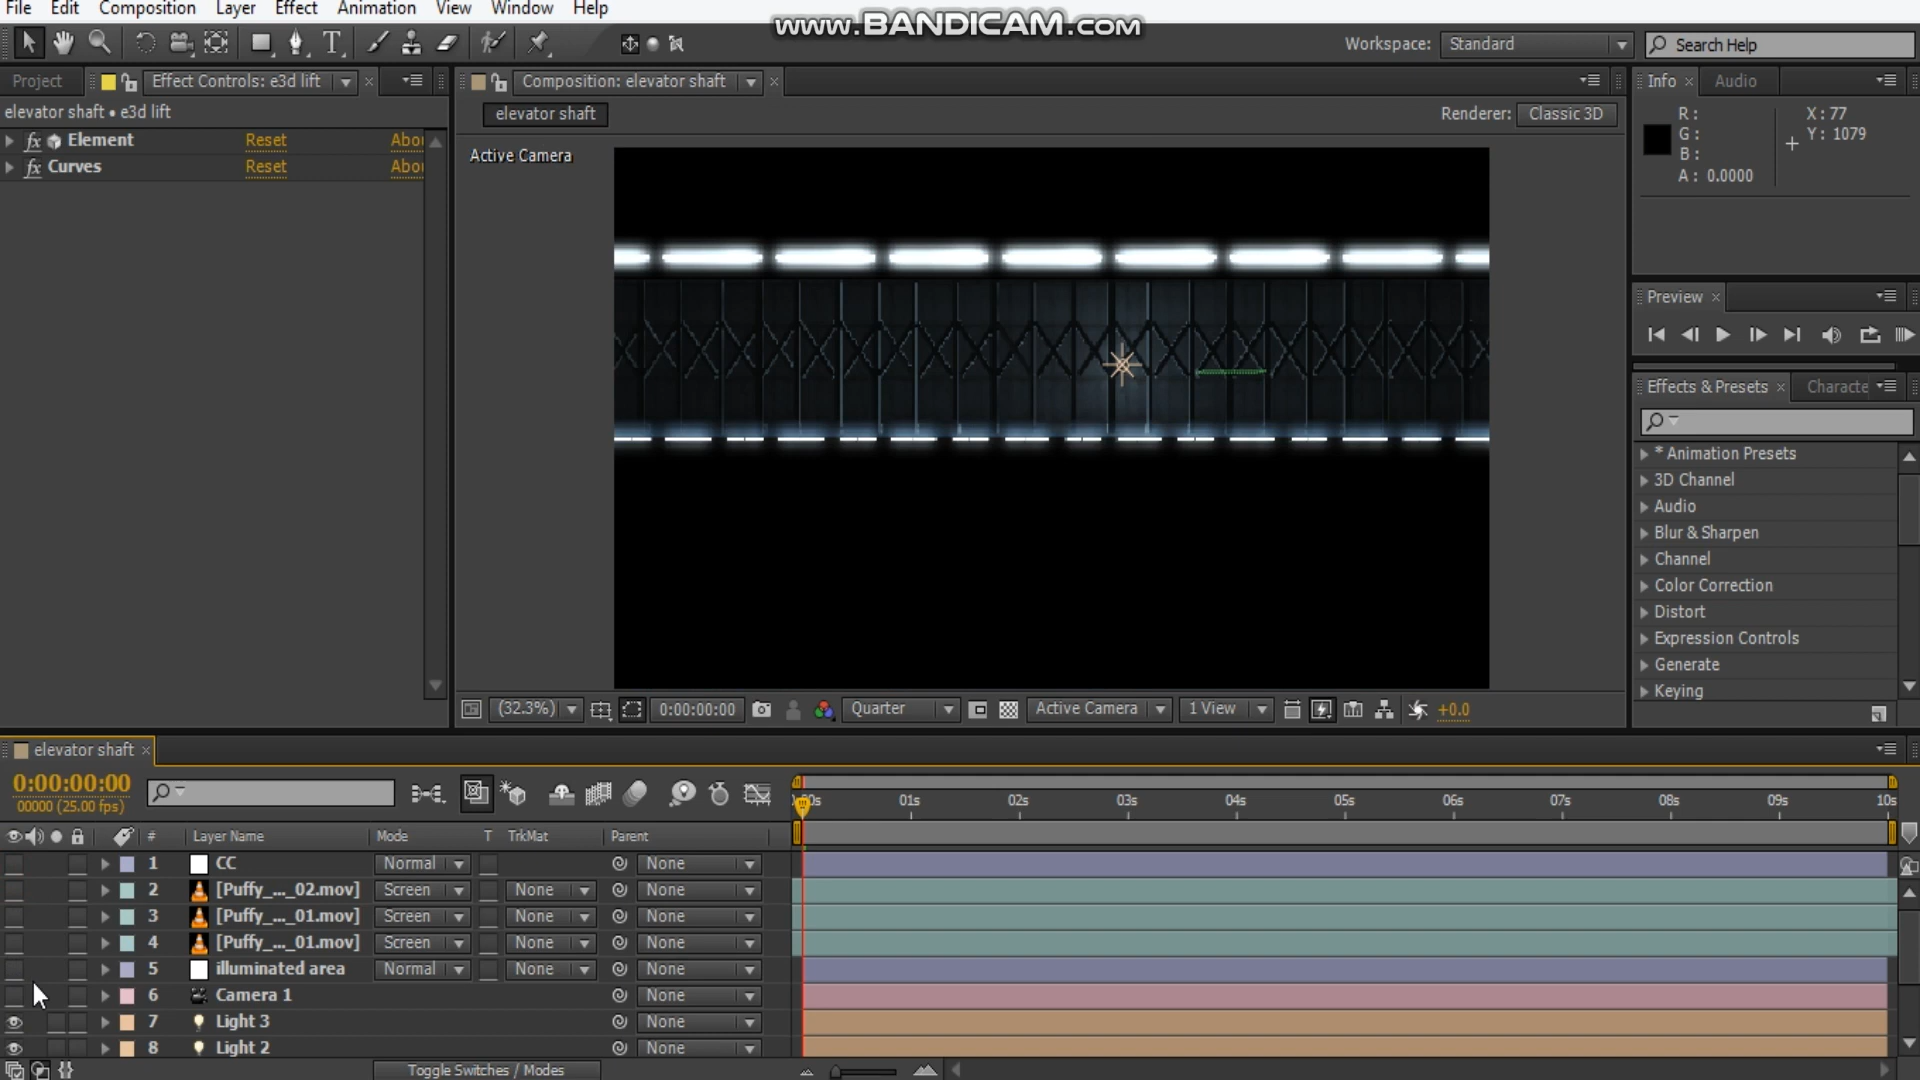 File Edit Composition Layer Effect Animation View Window Help
www.BANDICAM.com
Workspace: Standard
Search Help
Project
Effect Controls: e3d lift
Composition: elevator shaft
Info
Audio
elevator shaft • e3d lift
elevator shaft
Renderer: Classic 3D
R:
G:
B:
A: 0.0000
X: 77
Y: 1079
fx Element Reset Abou
fx Curves Reset Abou
Active Camera
Preview
Effects & Presets
Characte
* Animation Presets
3D Channel
Audio
Blur & Sharpen
Channel
Color Correction
Distort
Expression Controls
Generate
Keying
(32.3%) 0:00:00:00 Quarter Active Camera 1 View +0.0
elevator shaft
0:00:00:00
00000 (25.00 fps)
01s 02s 03s 04s 05s 06s 07s 08s 09s 10s
# Layer Name Mode T TrkMat Parent
1 CC Normal None
2 [Puffy_..._02.mov] Screen None None
3 [Puffy_..._01.mov] Screen None None
4 [Puffy_..._01.mov] Screen None None
5 illuminated area Normal None None
6 Camera 1 None
7 Light 3 None
8 Light 2 None
Toggle Switches / Modes